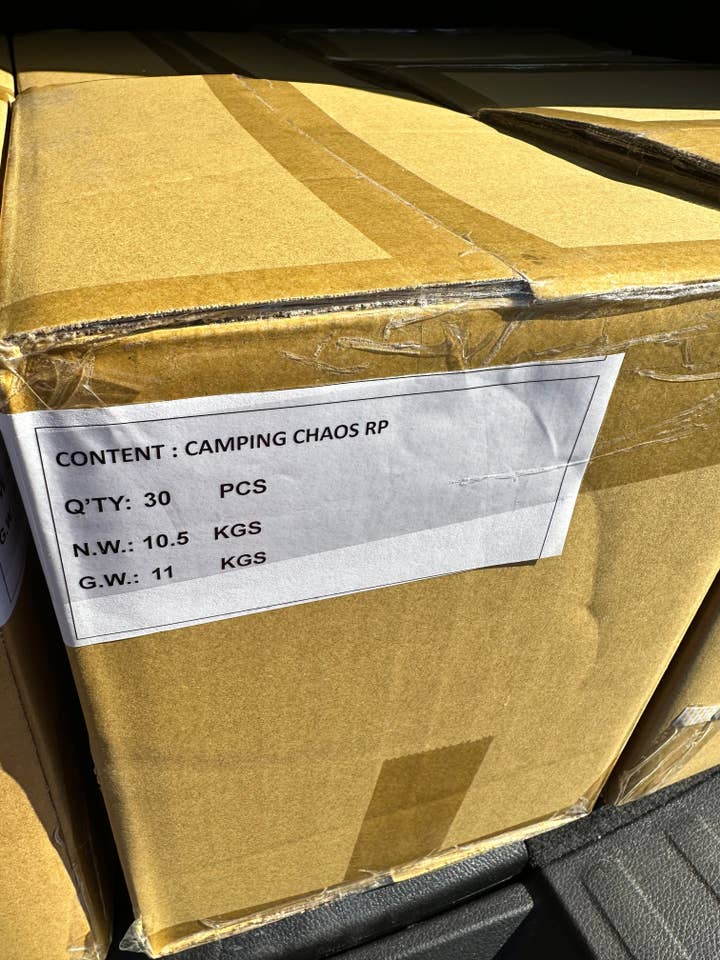 CONTENT : CAMPING CHAOS RP
Q'TY: 30 PCS
N.W.: 10.5 KGS
G.W.: 11 KGS